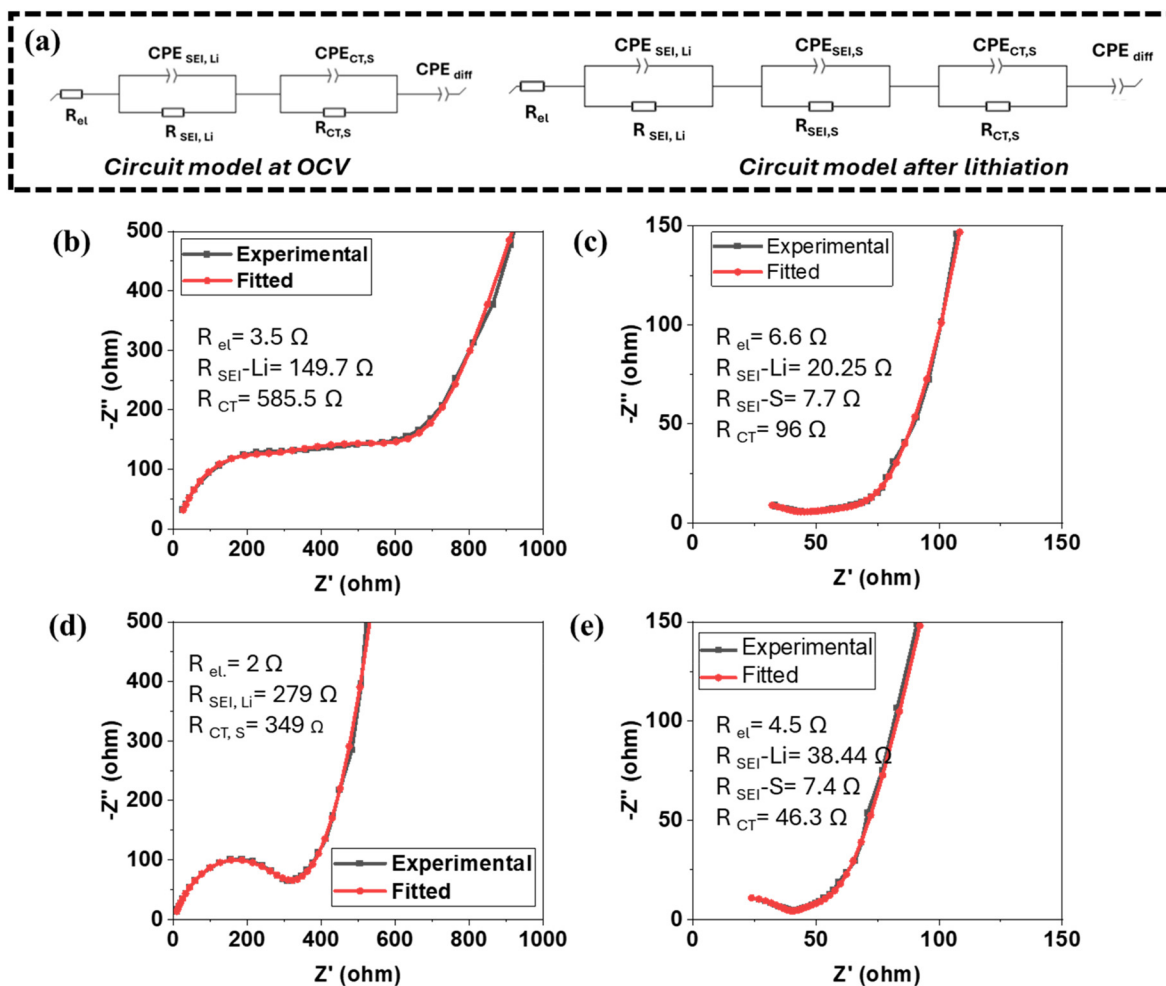 (a)
CPE SEI, Li
CPE CT,S
CPE diff
R el
R SEI, Li
R CT,S
Circuit model at OCV
CPE SEI, Li
CPE SEI,S
CPE CT,S
CPE diff
R el
R SEI, Li
R SEI,S
R CT,S
Circuit model after lithiation
(b)
Experimental
Fitted
R el = 3.5 Ω
R SEI-Li= 149.7 Ω
R CT= 585.5 Ω
-Z'' (ohm)
500
400
300
200
100
0
0 200 400 600 800 1000
Z' (ohm)
(c)
Experimental
Fitted
R el= 6.6 Ω
R SEI-Li= 20.25 Ω
R SEI-S= 7.7 Ω
R CT= 96 Ω
-Z'' (ohm)
150
100
50
0
0 50 100 150
Z' (ohm)
(d)
R el. = 2 Ω
R SEI, Li= 279 Ω
R CT, S= 349 Ω
Experimental
Fitted
-Z'' (ohm)
500
400
300
200
100
0
0 200 400 600 800 1000
Z' (ohm)
(e)
Experimental
Fitted
R el= 4.5 Ω
R SEI-Li= 38.44 Ω
R SEI-S= 7.4 Ω
R CT= 46.3 Ω
-Z'' (ohm)
150
100
50
0
0 50 100 150
Z' (ohm)